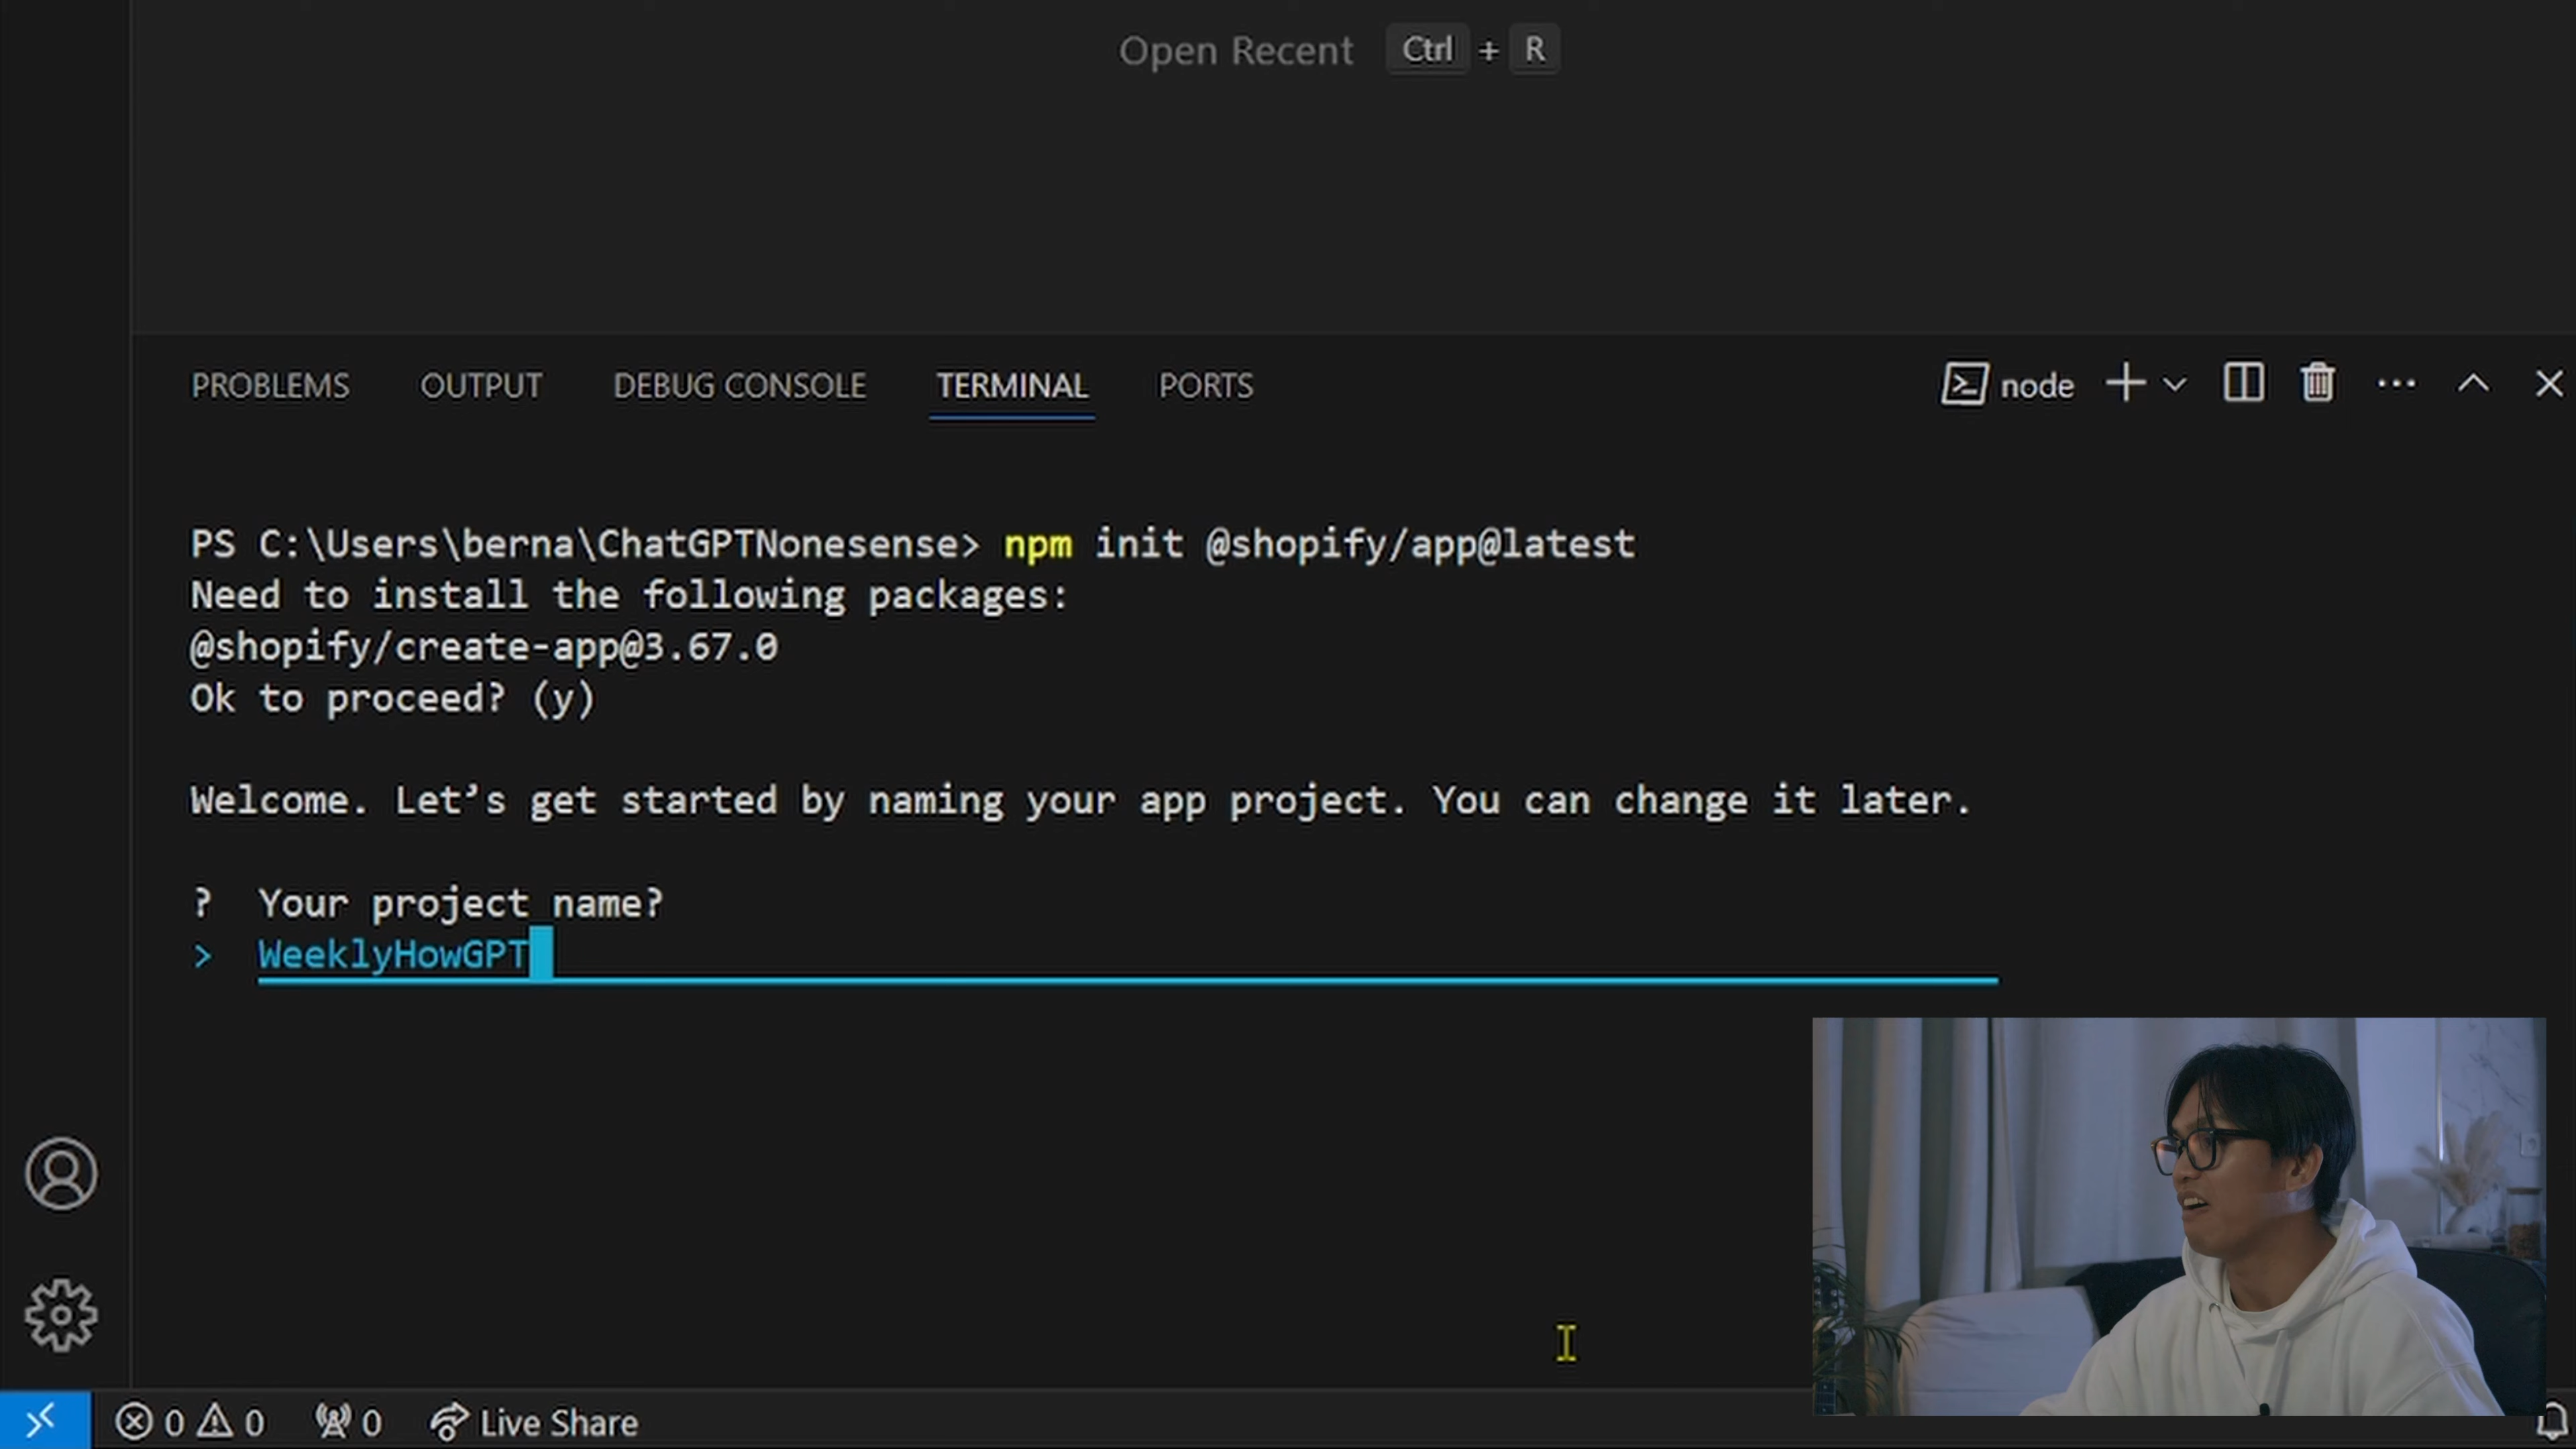 Open Recent Ctrl + R
PROBLEMS OUTPUT DEBUG CONSOLE TERMINAL PORTS node
PS C:\Users\berna\ChatGPTNonesense> npm init @shopify/app@latest
Need to install the following packages:
@shopify/create-app@3.67.0
Ok to proceed? (y)
Welcome. Let’s get started by naming your app project. You can change it later.
? Your project name?
> WeeklyHowGPT
0 0 0 Live Share